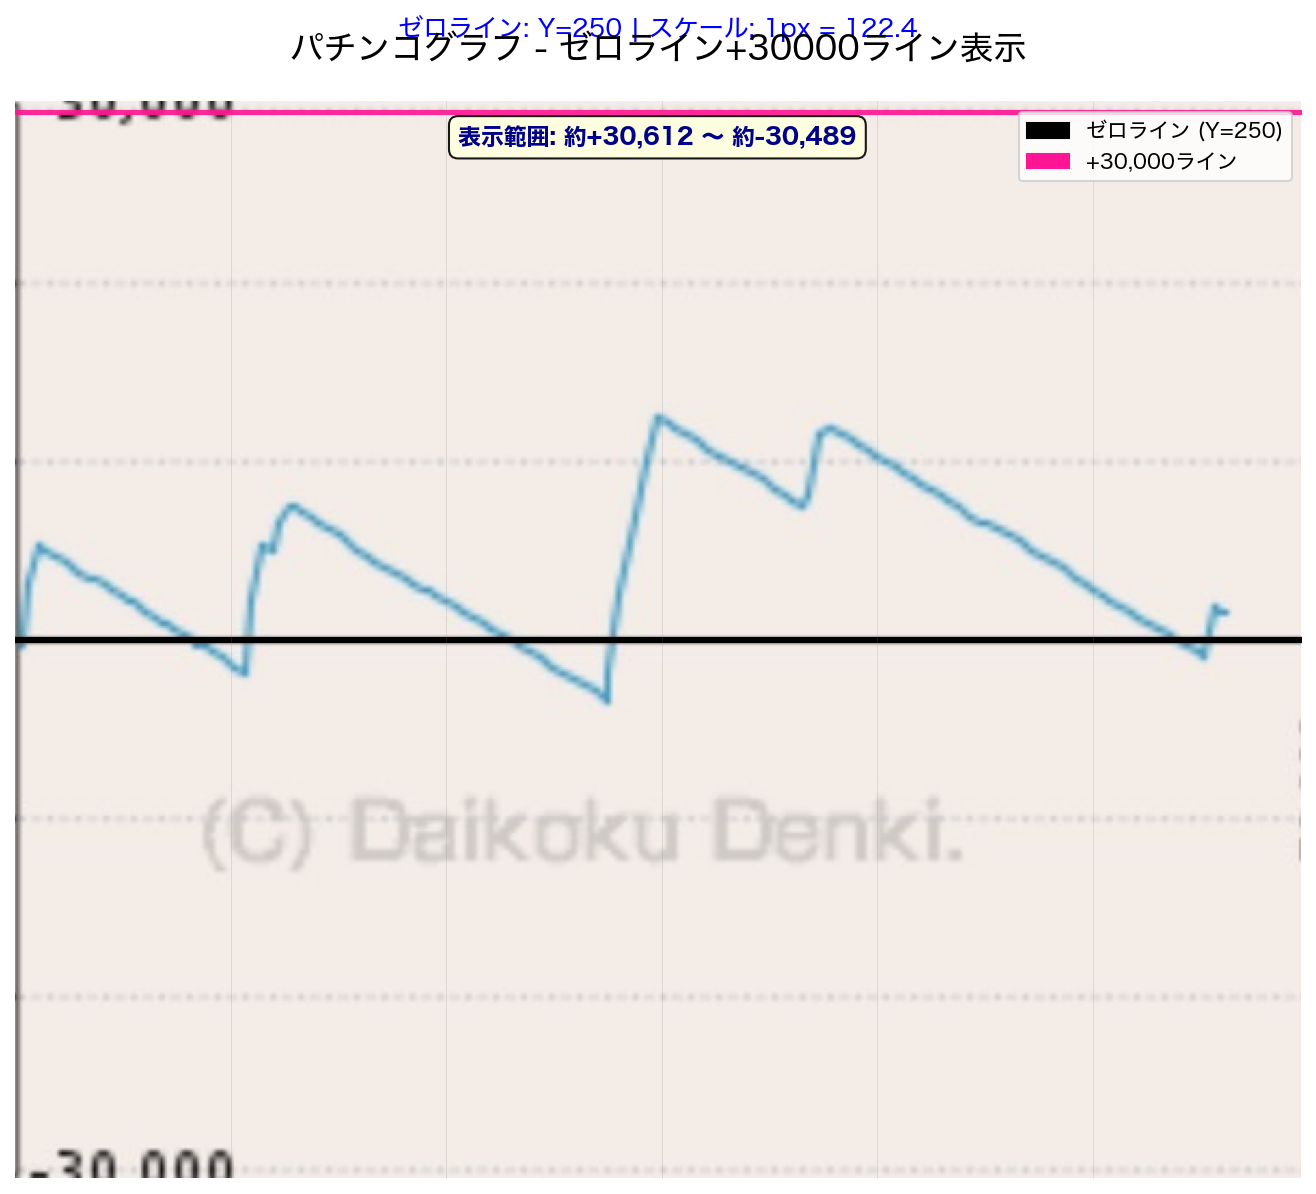 ゼロライン: Y=250 | スケール: 1px = 122.4
パチンコグラフ - ゼロライン+30000ライン表示
30,000
表示範囲: 約+30,612 ～ 約-30,489
ゼロライン (Y=250)
+30,000ライン
(C) Daikoku Denki.
-30,000